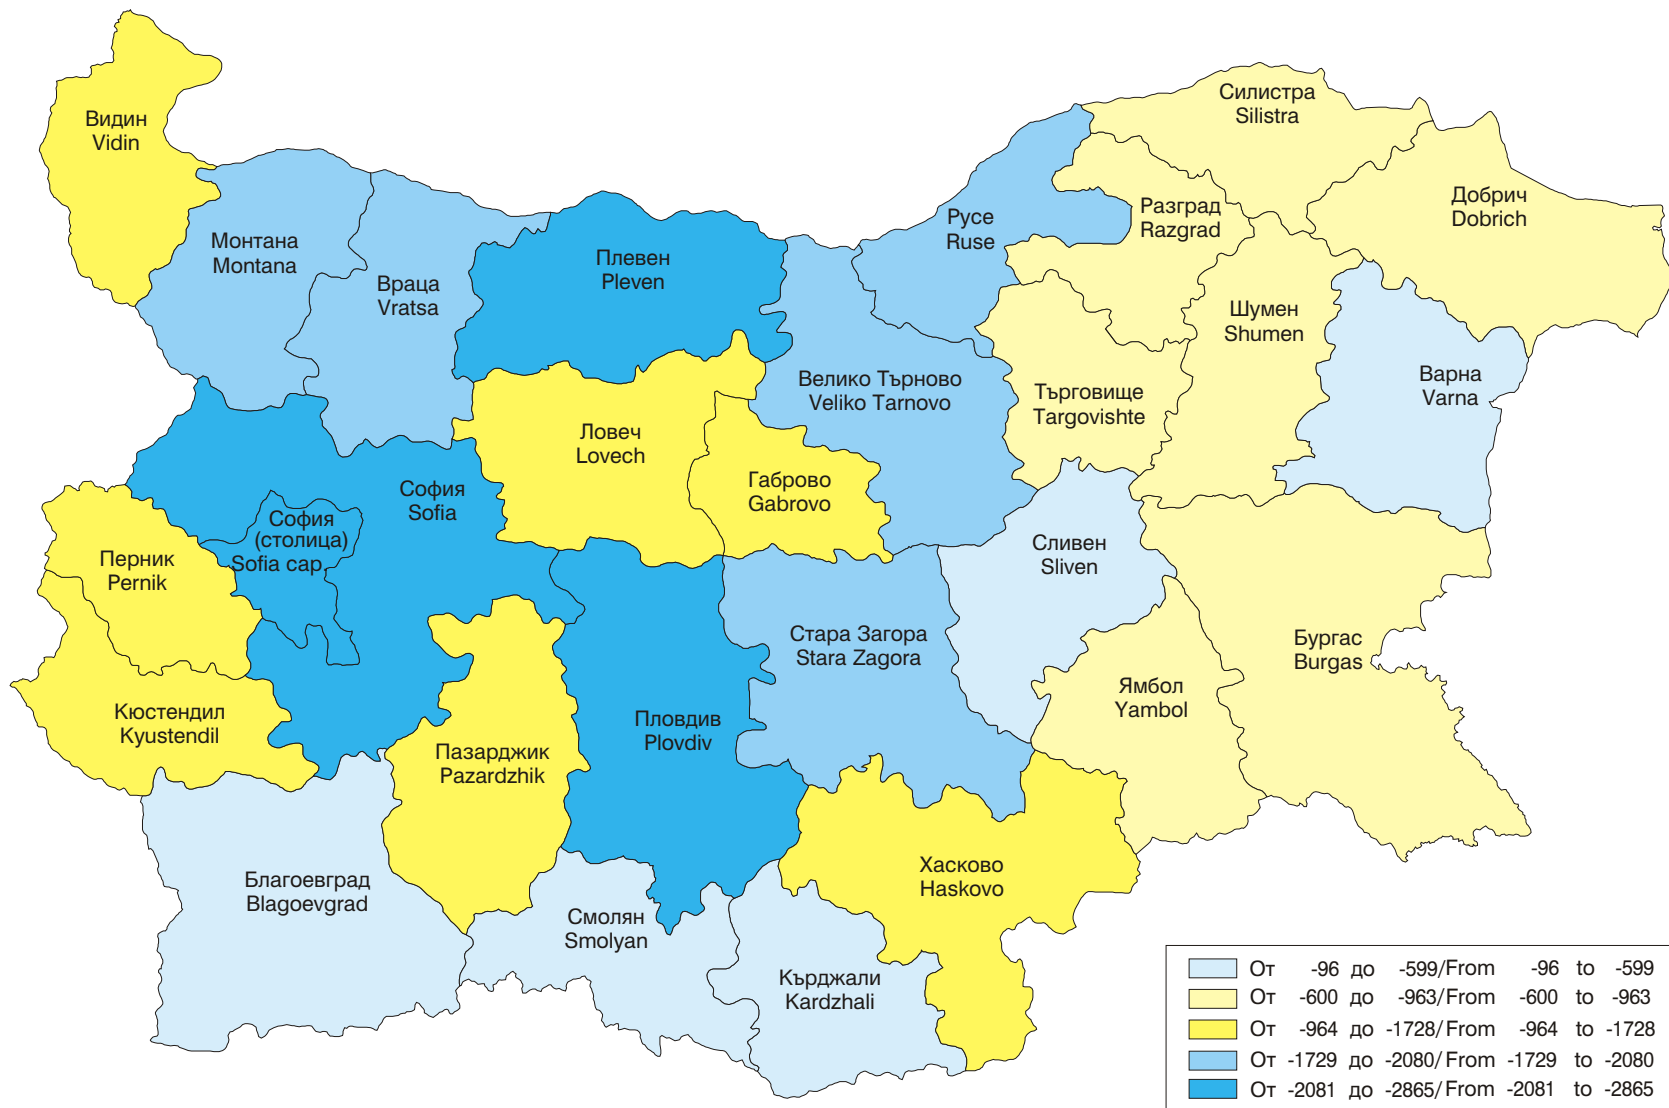 Видин
Vidin
Силистра
Silistra
Добрич
Dobrich
Разград
Razgrad
Русе
Ruse
Монтана
Montana
Плевен
Pleven
Враца
Vratsa
Шумен
Shumen
Варна
Varna
Велико Търново
Veliko Tarnovo
Търговище
Targovishte
Ловеч
Lovech
Габрово
Gabrovo
София
Sofia
София
(столица)
Sofia cap.
Перник
Pernik
Сливен
Sliven
Стара Загора
Stara Zagora
Бургас
Burgas
Ямбол
Yambol
Кюстендил
Kyustendil
Пловдив
Plovdiv
Пазарджик
Pazardzhik
Хасково
Haskovo
Благоевград
Blagoevgrad
Смолян
Smolyan
Кърджали
Kardzhali
От -96 до -599/From -96 to -599
От -600 до -963/From -600 to -963
От -964 до -1728/From -964 to -1728
От -1729 до -2080/From -1729 to -2080
От -2081 до -2865/From -2081 to -2865